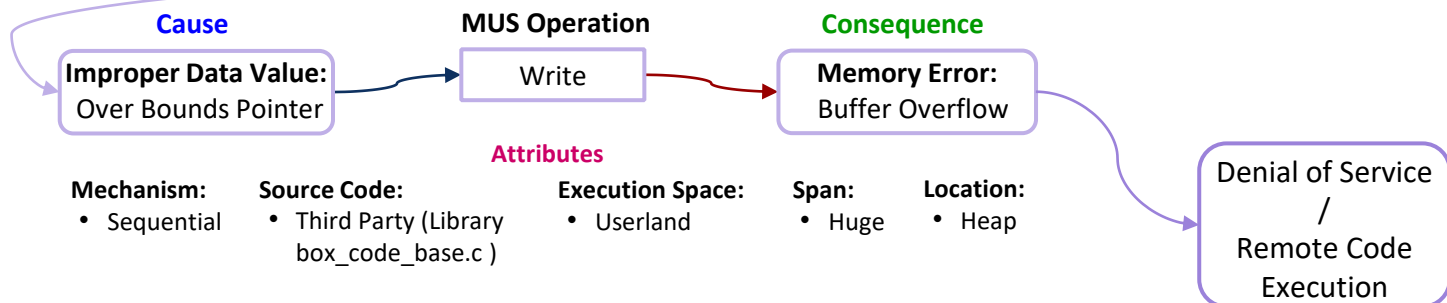 Cause
MUS Operation
Consequence
Improper Data Value:
Over Bounds Pointer
Write
Memory Error:
Buffer Overflow
Attributes
Mechanism:
• Sequential
Source Code:
• Third Party (Library
box_code_base.c )
Execution Space:
• Userland
Span:
• Huge
Location:
• Heap
Denial of Service
/
Remote Code
Execution